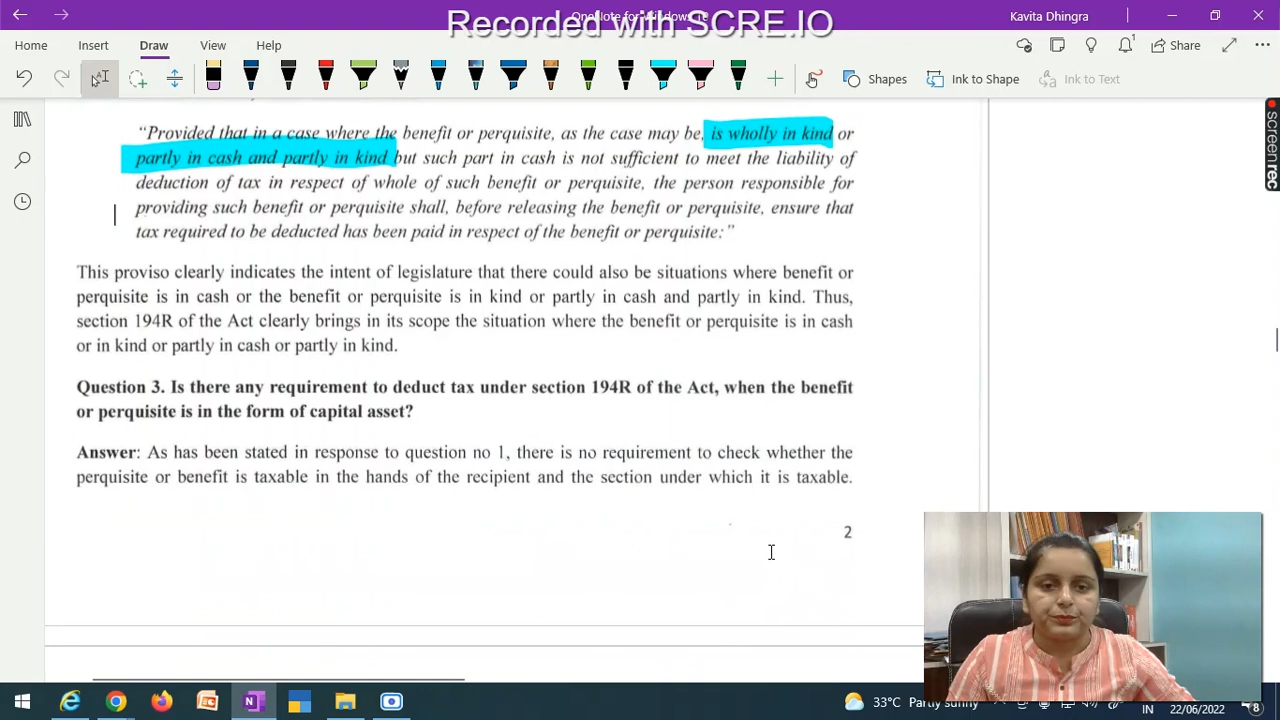 OneNote for Windows
Recorded with SCRE.IO
Kavita Dhingra
Home
Insert
Draw
View
Help
Share
Shapes
Ink to Shape
Ink to Text
"Provided that in a case where the benefit or perquisite, as the case may be, is wholly in kind or
partly in cash and partly in kind but such part in cash is not sufficient to meet the liability of
deduction of tax in respect of whole of such benefit or perquisite, the person responsible for
providing such benefit or perquisite shall, before releasing the benefit or perquisite, ensure that
tax required to be deducted has been paid in respect of the benefit or perquisite:"
This proviso clearly indicates the intent of legislature that there could also be situations where benefit or
perquisite is in cash or the benefit or perquisite is in kind or partly in cash and partly in kind. Thus,
section 194R of the Act clearly brings in its scope the situation where the benefit or perquisite is in cash
or in kind or partly in cash or partly in kind.
Question 3. Is there any requirement to deduct tax under section 194R of the Act, when the benefit
or perquisite is in the form of capital asset?
Answer: As has been stated in response to question no 1, there is no requirement to check whether the
perquisite or benefit is taxable in the hands of the recipient and the section under which it is taxable.
2
screenrec
33°C Partly sunny
IN
22/06/2022
8